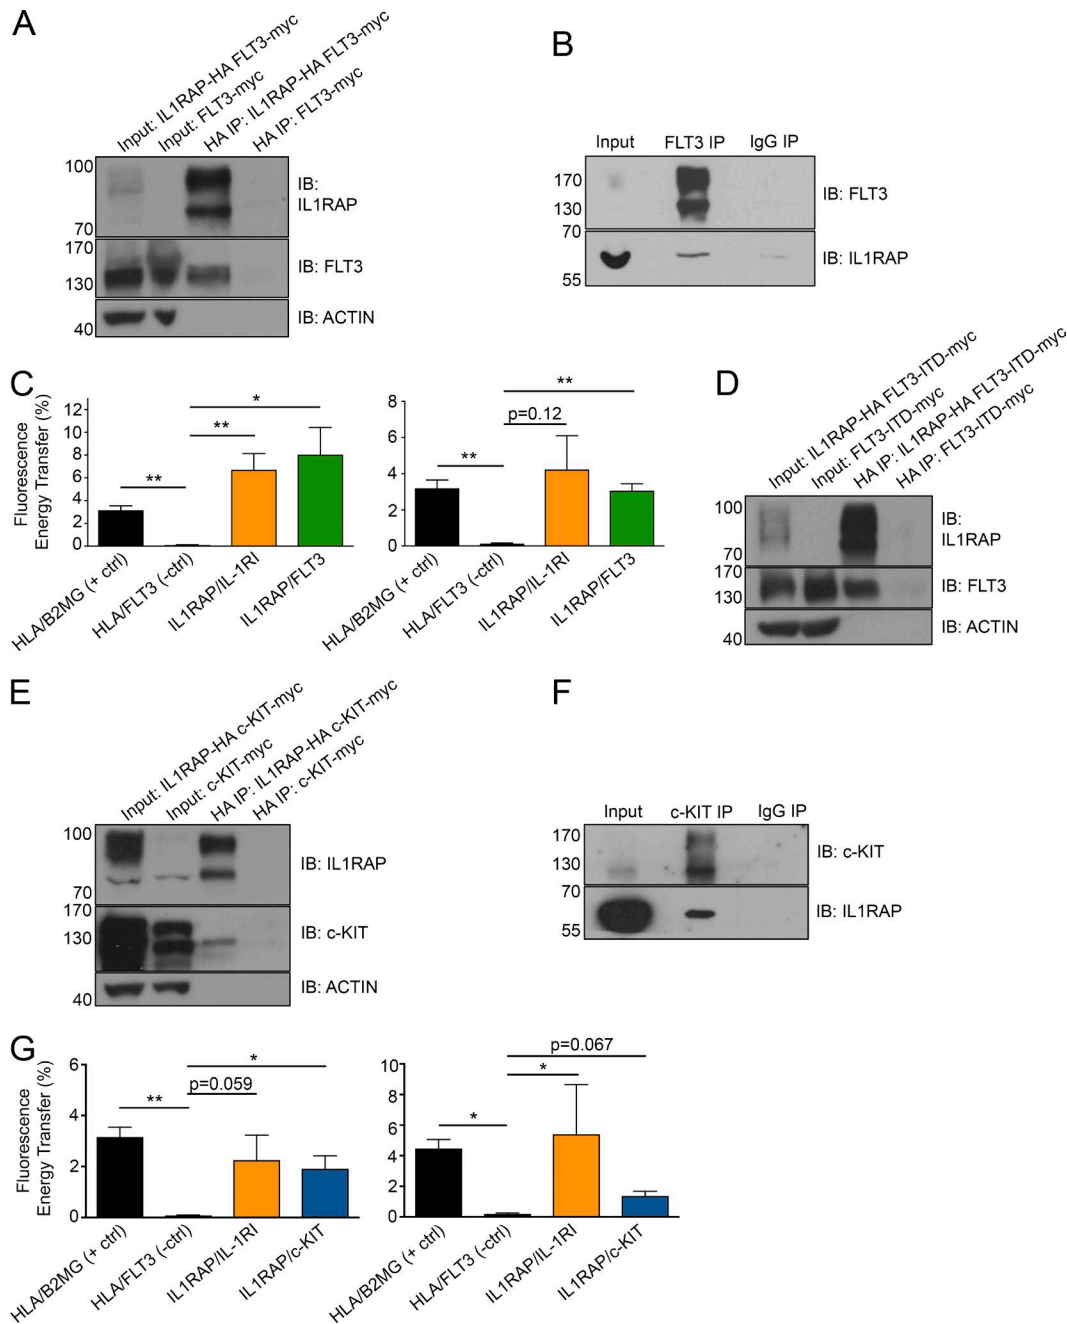 A
Input: IL1RAP-HA FLT3-myc
Input: FLT3-myc
HA IP: IL1RAP-HA FLT3-myc
HA IP: FLT3-myc
100
70
IB:
IL1RAP
170
130
IB: FLT3
40
IB: ACTIN
B
Input FLT3 IP IgG IP
170
130
IB: FLT3
70
55
IB: IL1RAP
C
Fluorescence
Energy Transfer (%)
12
10
8
6
4
2
0
**
**
*
HLA/B2MG (+ ctrl)
HLA/FLT3 (-ctrl)
IL1RAP/IL-1RI
IL1RAP/FLT3
8
6
4
2
0
**
p=0.12
**
HLA/B2MG (+ ctrl)
HLA/FLT3 (-ctrl)
IL1RAP/IL-1RI
IL1RAP/FLT3
D
Input: IL1RAP-HA FLT3-ITD-myc
Input: FLT3-ITD-myc
HA IP: IL1RAP-HA FLT3-ITD-myc
HA IP: FLT3-ITD-myc
100
70
IB:
IL1RAP
170
130
IB: FLT3
40
IB: ACTIN
E
Input: IL1RAP-HA c-KIT-myc
Input: c-KIT-myc
HA IP: IL1RAP-HA c-KIT-myc
HA IP: c-KIT-myc
100
70
IB: IL1RAP
170
130
IB: c-KIT
40
IB: ACTIN
F
Input c-KIT IP IgG IP
170
130
IB: c-KIT
70
55
IB: IL1RAP
G
Fluorescence
Energy Transfer (%)
6
4
2
0
**
p=0.059
*
HLA/B2MG (+ ctrl)
HLA/FLT3 (-ctrl)
IL1RAP/IL-1RI
IL1RAP/c-KIT
10
8
6
4
2
0
*
*
p=0.067
HLA/B2MG (+ ctrl)
HLA/FLT3 (-ctrl)
IL1RAP/IL-1RI
IL1RAP/c-KIT